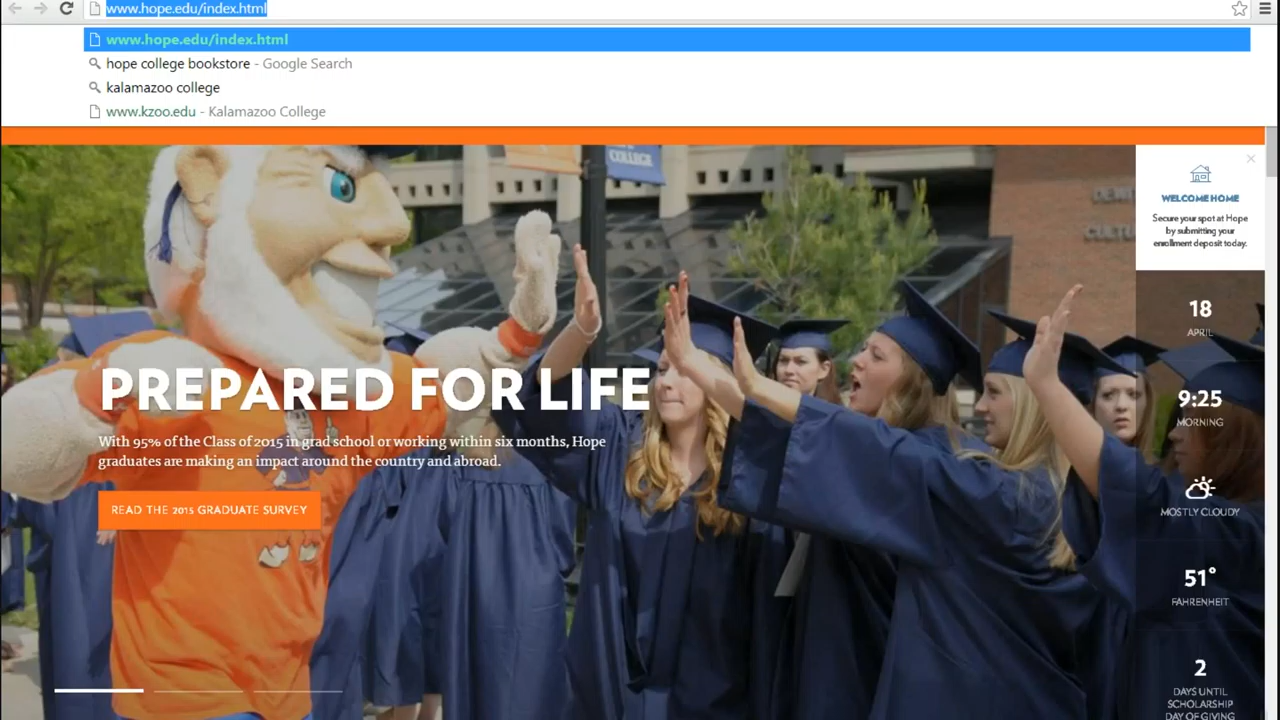 www.hope.edu/index.html
www.hope.edu/index.html
hope college bookstore - Google Search
kalamazoo college
www.kzoo.edu - Kalamazoo College
COLLEGE
WELCOME HOME
Secure your spot at Hope
by submitting your
enrollment deposit today.
18
APRIL
PREPARED FOR LIFE
With 95% of the Class of 2015 in grad school or working within six months, Hope
graduates are making an impact around the country and abroad.
READ THE 2015 GRADUATE SURVEY
9:25
MORNING
MOSTLY CLOUDY
51°
FAHRENHEIT
2
DAYS UNTIL
SCHOLARSHIP
DAY OF GIVING